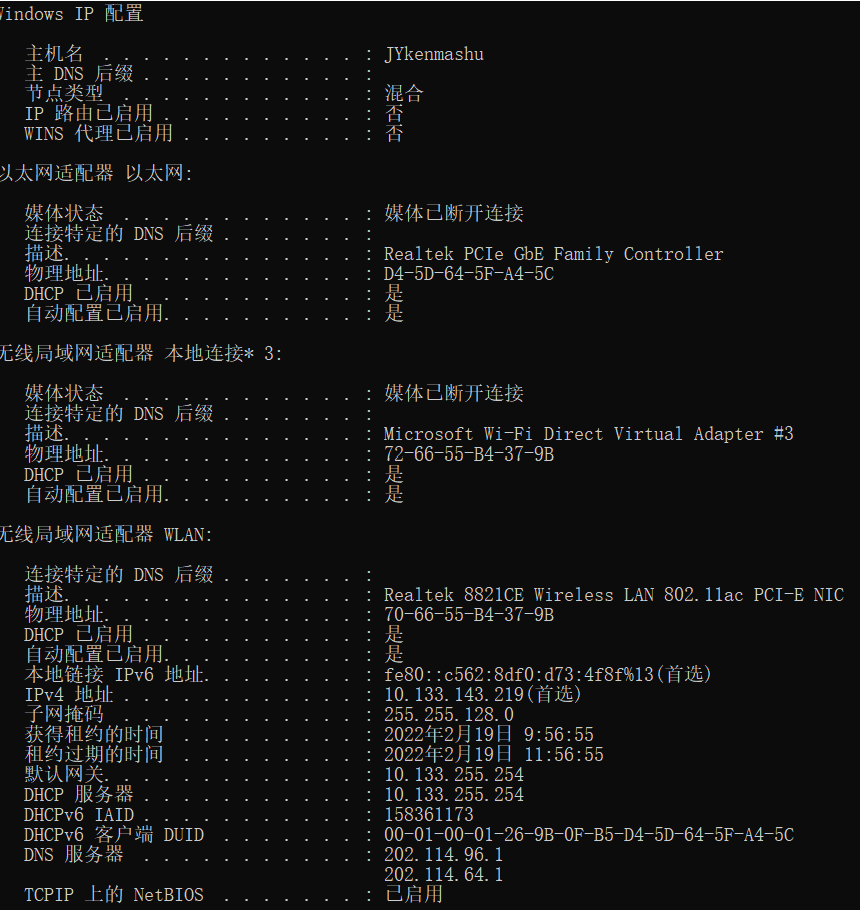 Windows IP 配置
主机名 . . . . . . . . . . . . . : JYkenmashu
主 DNS 后缀 . . . . . . . . . . . :
节点类型 . . . . . . . . . . . . : 混合
IP 路由已启用 . . . . . . . . . . : 否
WINS 代理已启用 . . . . . . . . . : 否
以太网适配器 以太网:
媒体状态 . . . . . . . . . . . . : 媒体已断开连接
连接特定的 DNS 后缀 . . . . . . . :
描述. . . . . . . . . . . . . . . : Realtek PCIe GbE Family Controller
物理地址. . . . . . . . . . . . . : D4-5D-64-5F-A4-5C
DHCP 已启用 . . . . . . . . . . . : 是
自动配置已启用. . . . . . . . . . : 是
无线局域网适配器 本地连接* 3:
媒体状态 . . . . . . . . . . . . : 媒体已断开连接
连接特定的 DNS 后缀 . . . . . . . :
描述. . . . . . . . . . . . . . . : Microsoft Wi-Fi Direct Virtual Adapter #3
物理地址. . . . . . . . . . . . . : 72-66-55-B4-37-9B
DHCP 已启用 . . . . . . . . . . . : 是
自动配置已启用. . . . . . . . . . : 是
无线局域网适配器 WLAN:
连接特定的 DNS 后缀 . . . . . . . :
描述. . . . . . . . . . . . . . . : Realtek 8821CE Wireless LAN 802.11ac PCI-E NIC
物理地址. . . . . . . . . . . . . : 70-66-55-B4-37-9B
DHCP 已启用 . . . . . . . . . . . : 是
自动配置已启用. . . . . . . . . . : 是
本地链接 IPv6 地址. . . . . . . . : fe80::c562:8df0:d73:4f8f%13(首选)
IPv4 地址 . . . . . . . . . . . . : 10.133.143.219(首选)
子网掩码 . . . . . . . . . . . . : 255.255.128.0
获得租约的时间 . . . . . . . . . : 2022年2月19日 9:56:55
租约过期的时间 . . . . . . . . . : 2022年2月19日 11:56:55
默认网关. . . . . . . . . . . . . : 10.133.255.254
DHCP 服务器 . . . . . . . . . . . : 10.133.255.254
DHCPv6 IAID . . . . . . . . . . . : 158361173
DHCPv6 客户端 DUID . . . . . . . : 00-01-00-01-26-9B-0F-B5-D4-5D-64-5F-A4-5C
DNS 服务器 . . . . . . . . . . . : 202.114.96.1
202.114.64.1
TCPIP 上的 NetBIOS . . . . . . . : 已启用